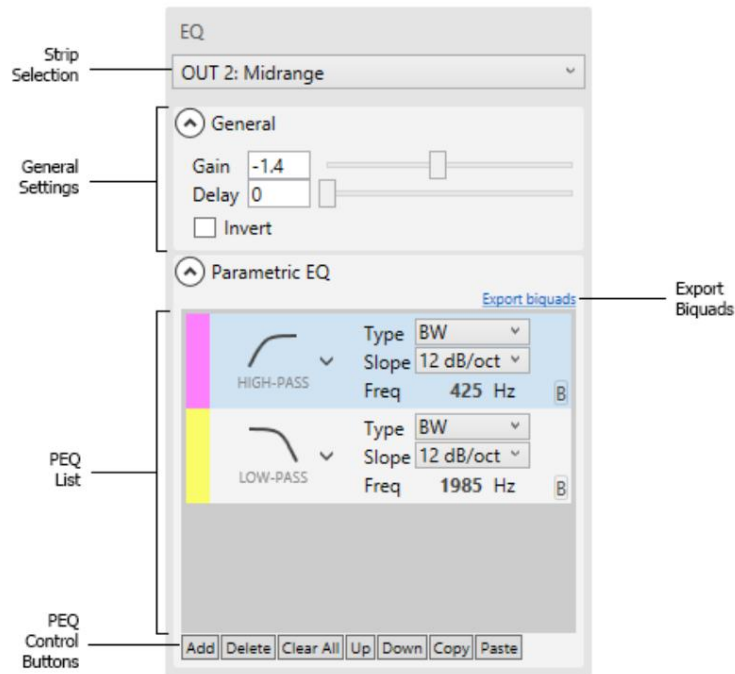 EQ
Strip
Selection
OUT 2: Midrange
General
General
Settings
Gain -1.4
Delay 0
Invert
Parametric EQ
Export biquads
Export
Biquads
HIGH-PASS
Type BW
Slope 12 dB/oct
Freq 425 Hz B
LOW-PASS
Type BW
Slope 12 dB/oct
Freq 1985 Hz B
PEQ
List
PEQ
Control
Buttons
Add Delete Clear All Up Down Copy Paste